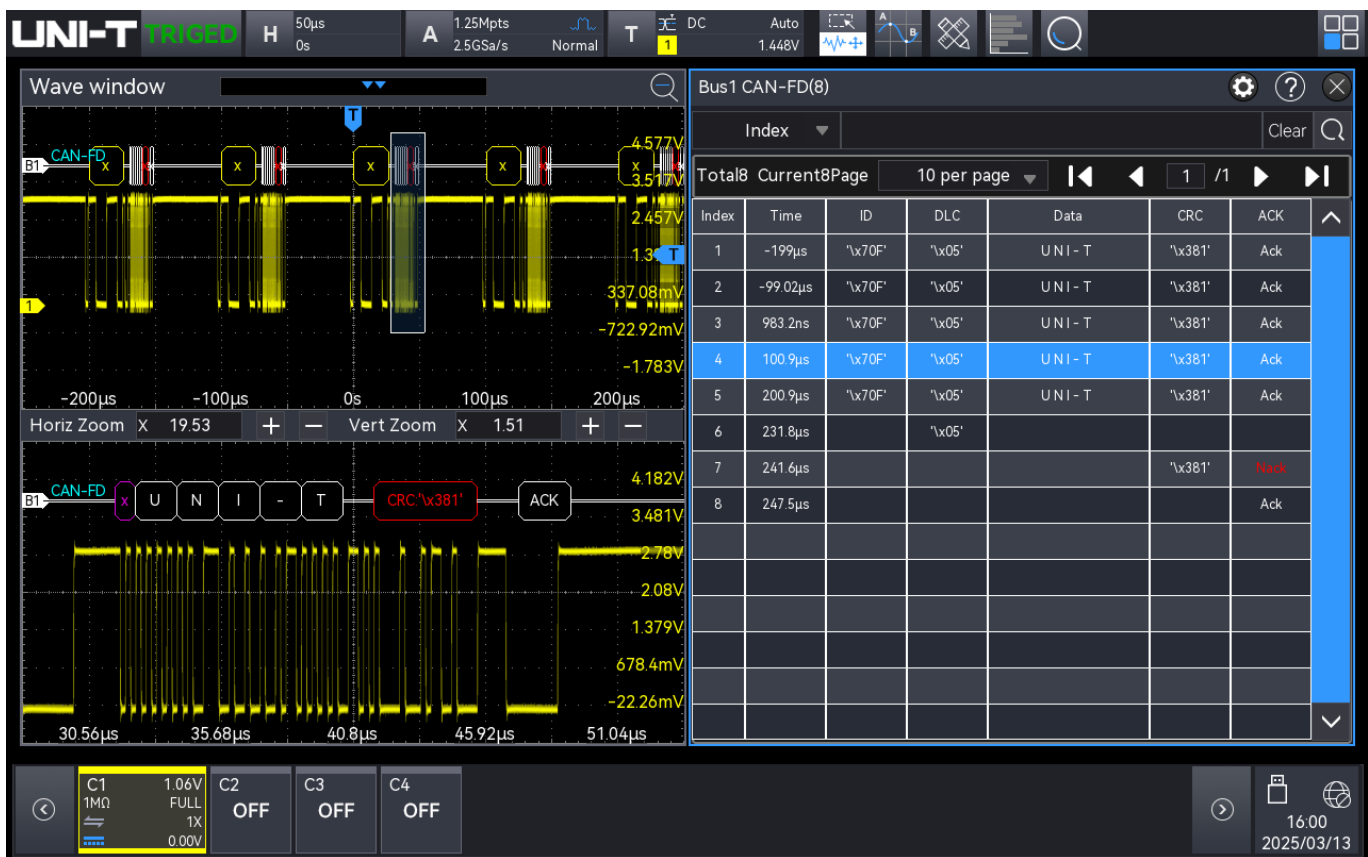 UNI-T TRIGED H 50μs 0s A 1.25Mpts 2.5GSa/s Normal T DC 1 Auto 1.448V A B
Wave window
T
B1 CAN-FD x x x x x
4.577V
3.517V
2.457V
T
1
337.08mV
-722.92mV
-1.783V
-200μs -100μs 0s 100μs 200μs
Horiz Zoom X 19.53 + — Vert Zoom X 1.51 + —
B1 CAN-FD x U N I - T CRC:'\x381' ACK
4.182V
3.481V
2.78V
2.08V
1.379V
678.4mV
-22.26mV
30.56μs 35.68μs 40.8μs 45.92μs 51.04μs
Bus1 CAN-FD(8) ?
Index Clear
Total8 Current8Page 10 per page 1 /1
Index Time ID DLC Data CRC ACK
1 -199μs '\x70F' '\x05' U N I - T '\x381' Ack
2 -99.02μs '\x70F' '\x05' U N I - T '\x381' Ack
3 983.2ns '\x70F' '\x05' U N I - T '\x381' Ack
4 100.9μs '\x70F' '\x05' U N I - T '\x381' Ack
5 200.9μs '\x70F' '\x05' U N I - T '\x381' Ack
6 231.8μs '\x05'
7 241.6μs '\x381' Nack
8 247.5μs Ack
C1 1.06V
1MΩ FULL
1X
0.00V
C2
OFF
C3
OFF
C4
OFF
16:00
2025/03/13